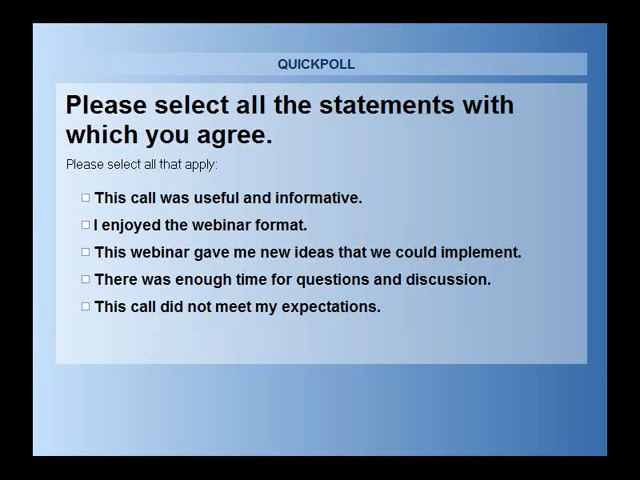 QUICKPOLL
Please select all the statements with
which you agree.
Please select all that apply:
This call was useful and informative.
I enjoyed the webinar format.
This webinar gave me new ideas that we could implement.
There was enough time for questions and discussion.
This call did not meet my expectations.